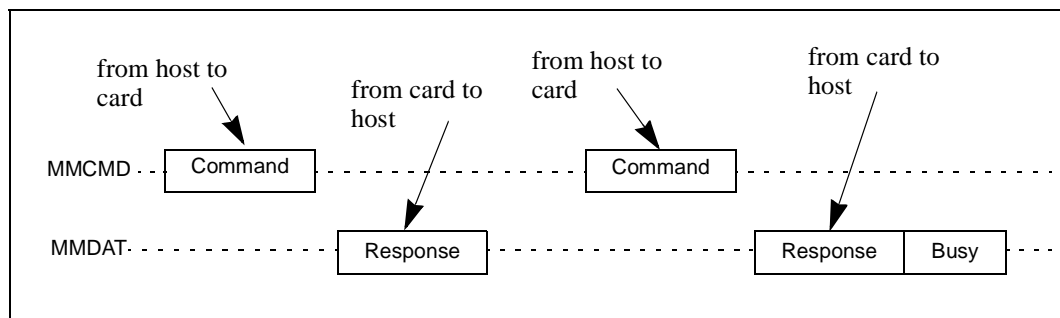 from host to
card
from card to
host
from host to
card
from card to
host
MMCMD
Command
Command
MMDAT
Response
Response
Busy